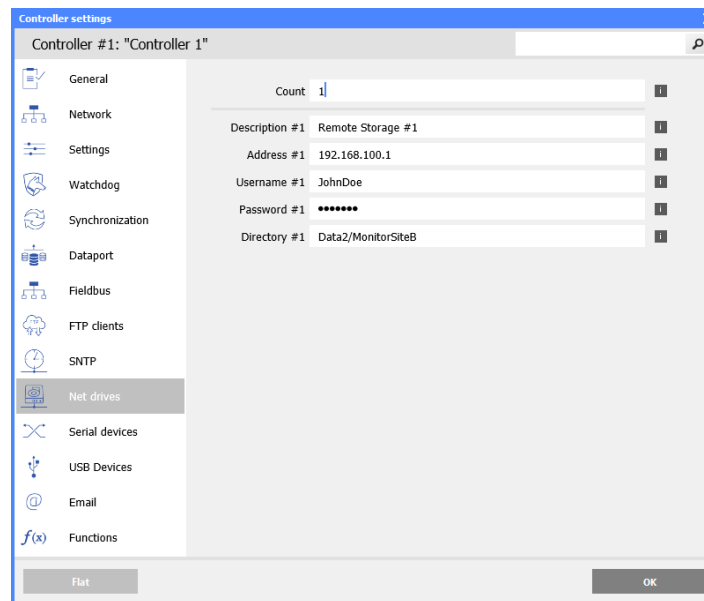 Controller settings
Controller #1: "Controller 1"
General
Network
Settings
Watchdog
Synchronization
Dataport
Fieldbus
FTP clients
SNTP
Net drives
Serial devices
USB Devices
Email
f(x) Functions
Count 1
Description #1 Remote Storage #1
Address #1 192.168.100.1
Username #1 JohnDoe
Password #1 •••••••
Directory #1 Data2/MonitorSiteB
Flat
OK